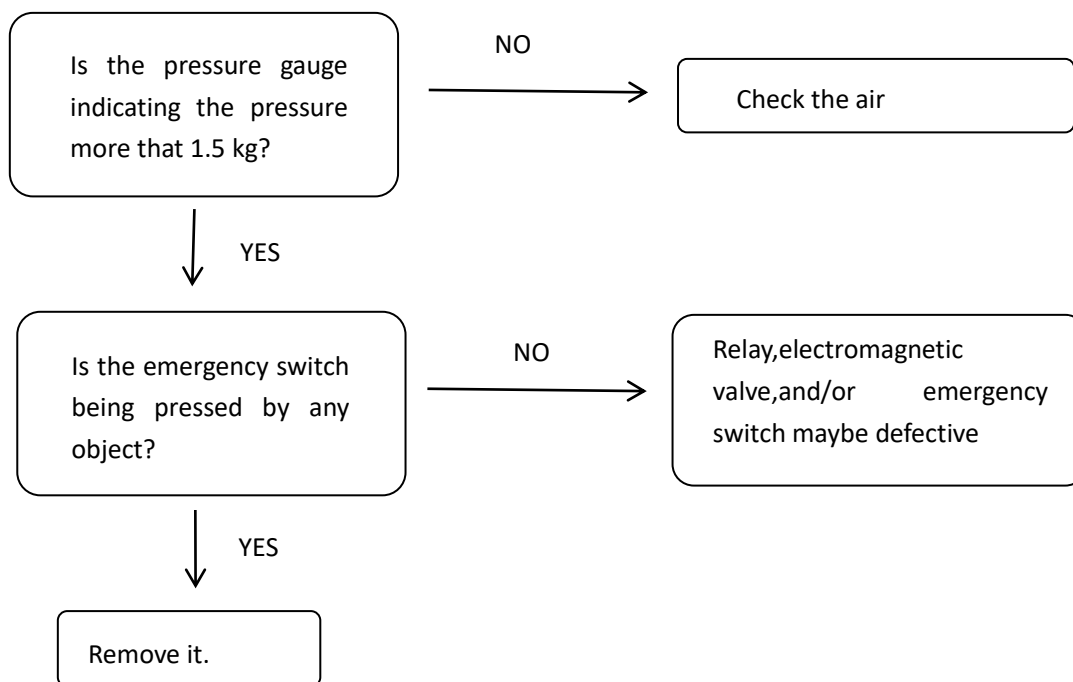 Is the pressure gauge
indicating the pressure
more that 1.5 kg?
NO
Check the air
YES
Is the emergency switch
being pressed by any
object?
NO
Relay,electromagnetic
valve,and/or emergency
switch maybe defective
YES
Remove it.